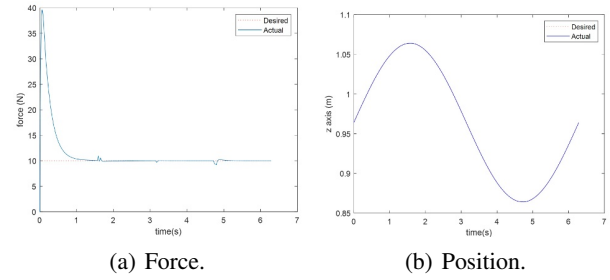 40
35
30
25
20
15
10
5
0
force (N)
Desired
Actual
0 1 2 3 4 5 6 7
time(s)
(a) Force.
1.1
1.05
1
0.95
0.9
0.85
z axis (m)
Desired
Actual
0 1 2 3 4 5 6 7
time(s)
(b) Position.